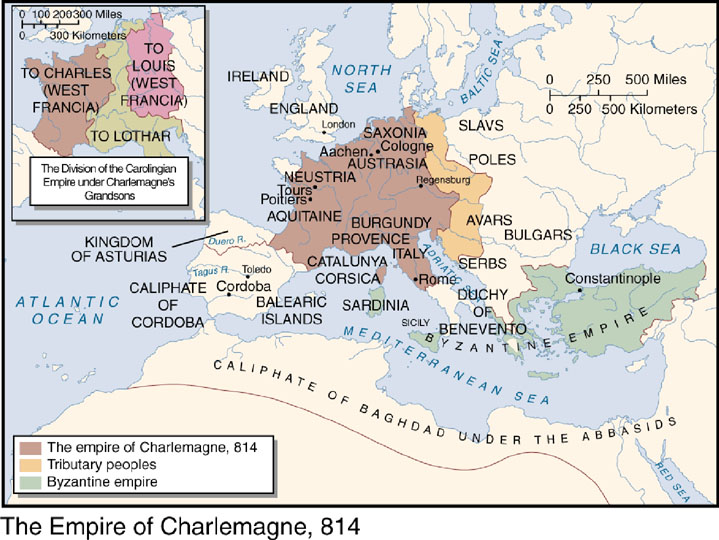 0 100 200300 Miles
0 300 Kilometers
TO CHARLES
(WEST
FRANCIA)
TO
LOUIS
(WEST
FRANCIA)
TO LOTHAR
The Division of the Carolingian
Empire under Charlemagne's
Grandsons
NORTH
SEA
BALTIC SEA
0 250 500 Miles
0 250 500 Kilometers
IRELAND
ENGLAND
London
SAXONIA
Cologne
Aachen
AUSTRASIA
SLAVS
POLES
NEUSTRIA
Tours
Poitiers
Regensburg
AQUITAINE
BURGUNDY
PROVENCE
ITALY
AVARS
BULGARS
BLACK SEA
KINGDOM
OF ASTURIAS
Duero R.
Tagus R.
Toledo
CATALUNYA
CORSICA
ADRIATIC SEA
SERBS
Rome
Constantinople
CALIPHATE
OF
CORDOBA
Cordoba
BALEARIC
ISLANDS
SARDINIA
DUCHY
OF
BENEVENTO
SICILY
ATLANTIC
OCEAN
MEDITERRANEAN SEA
BYZANTINE EMPIRE
CALIPHATE OF BAGHDAD UNDER THE ABBASIDS
RED SEA
The empire of Charlemagne, 814
Tributary peoples
Byzantine empire
The Empire of Charlemagne, 814